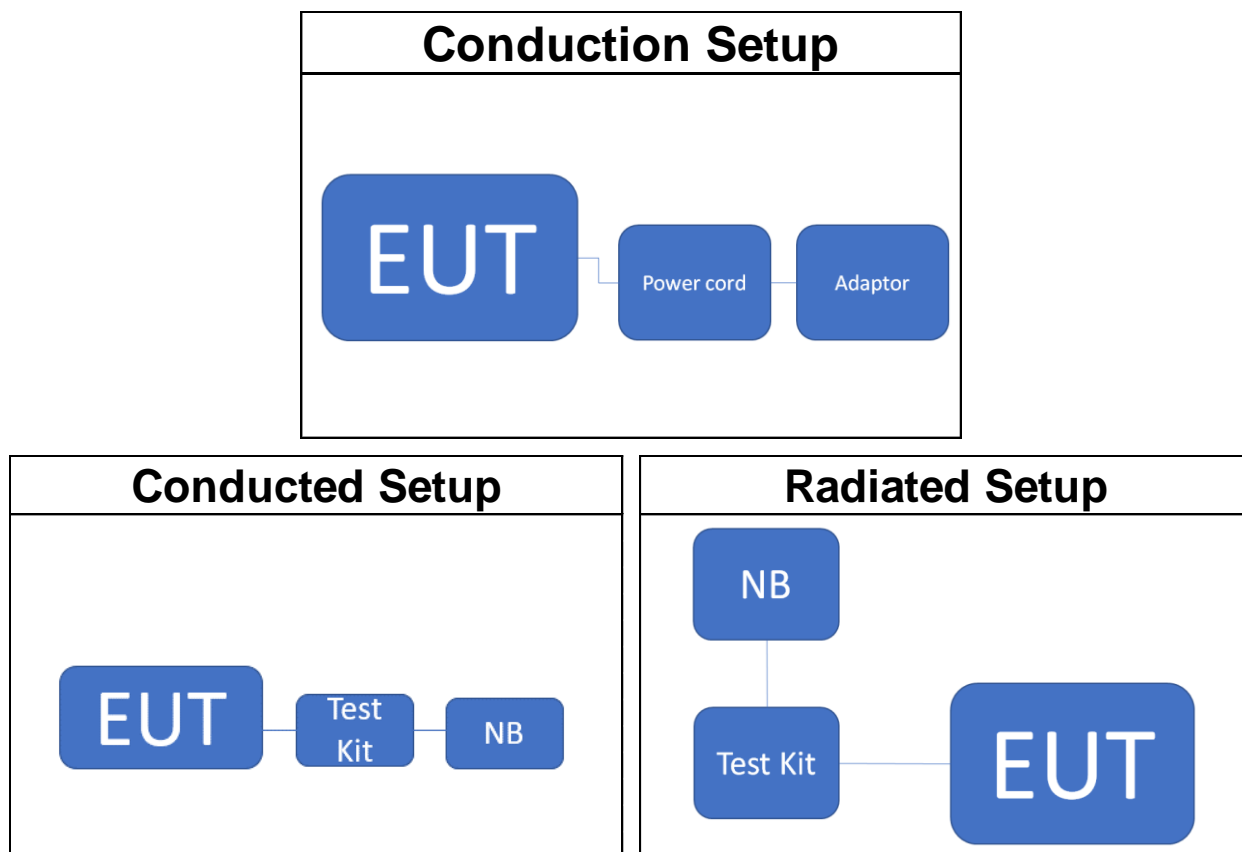 Conduction Setup
EUT
Power cord
Adaptor
Conducted Setup
EUT
Test
Kit
NB
Radiated Setup
NB
Test Kit
EUT